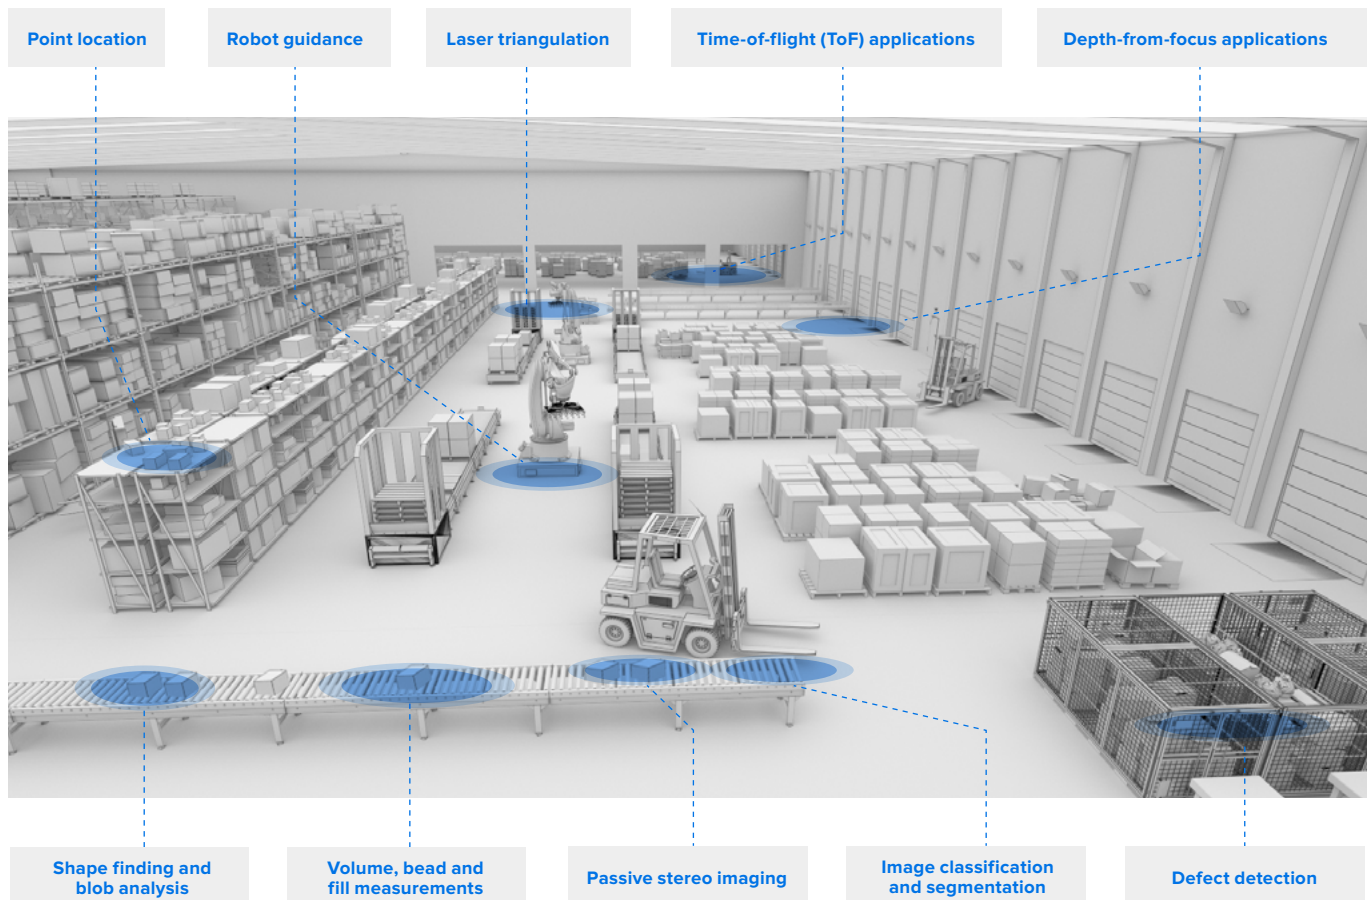 Point location
Robot guidance
Laser triangulation
Time-of-flight (ToF) applications
Depth-from-focus applications
Shape finding and
blob analysis
Volume, bead and
fill measurements
Passive stereo imaging
Image classification
and segmentation
Defect detection